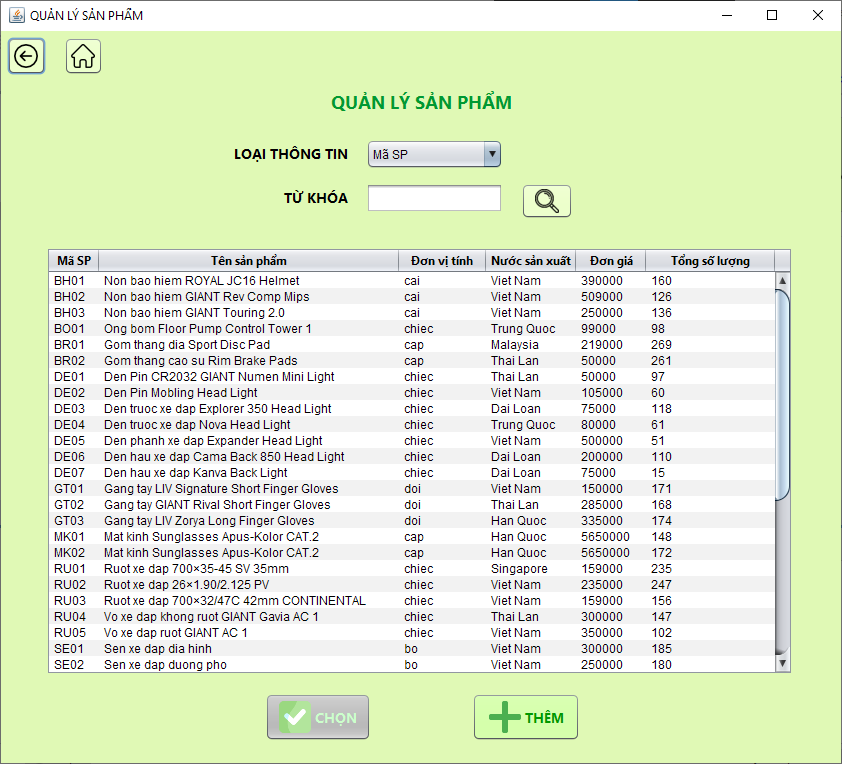 QUẢN LÝ SẢN PHẨM
QUẢN LÝ SẢN PHẨM
LOẠI THÔNG TIN Mã SP
TỪ KHÓA
Mã SP Tên sản phẩm Đơn vị tính Nước sản xuất Đơn giá Tổng số lượng
BH01 Non bao hiem ROYAL JC16 Helmet cai Viet Nam 390000 160
BH02 Non bao hiem GIANT Rev Comp Mips cai Viet Nam 509000 126
BH03 Non bao hiem GIANT Touring 2.0 cai Viet Nam 250000 136
BO01 Ong bom Floor Pump Control Tower 1 chiec Trung Quoc 99000 98
BR01 Gom thang dia Sport Disc Pad cap Malaysia 219000 269
BR02 Gom thang cao su Rim Brake Pads cap Thai Lan 50000 261
DE01 Den Pin CR2032 GIANT Numen Mini Light chiec Thai Lan 50000 97
DE02 Den Pin Mobling Head Light chiec Viet Nam 105000 60
DE03 Den truoc xe dap Explorer 350 Head Light chiec Dai Loan 75000 118
DE04 Den truoc xe dap Nova Head Light chiec Trung Quoc 80000 61
DE05 Den phanh xe dap Expander Head Light chiec Viet Nam 500000 51
DE06 Den hau xe dap Cama Back 850 Head Light chiec Dai Loan 200000 110
DE07 Den hau xe dap Kanva Back Light chiec Dai Loan 75000 15
GT01 Gang tay LIV Signature Short Finger Gloves doi Viet Nam 150000 171
GT02 Gang tay GIANT Rival Short Finger Gloves doi Thai Lan 285000 168
GT03 Gang tay LIV Zorya Long Finger Gloves doi Han Quoc 335000 174
MK01 Mat kinh Sunglasses Apus-Kolor CAT.2 cap Han Quoc 5650000 148
MK02 Mat kinh Sunglasses Apus-Kolor CAT.2 cap Han Quoc 5650000 172
RU01 Ruot xe dap 700×35-45 SV 35mm chiec Singapore 159000 235
RU02 Ruot xe dap 26×1.90/2.125 PV chiec Viet Nam 235000 247
RU03 Ruot xe dap 700×32/47C 42mm CONTINENTAL chiec Viet Nam 159000 156
RU04 Vo xe dap khong ruot GIANT Gavia AC 1 chiec Thai Lan 300000 147
RU05 Vo xe dap ruot GIANT AC 1 chiec Viet Nam 350000 102
SE01 Sen xe dap dia hinh bo Viet Nam 300000 185
SE02 Sen xe dap duong pho bo Viet Nam 250000 180
CHỌN THÊM